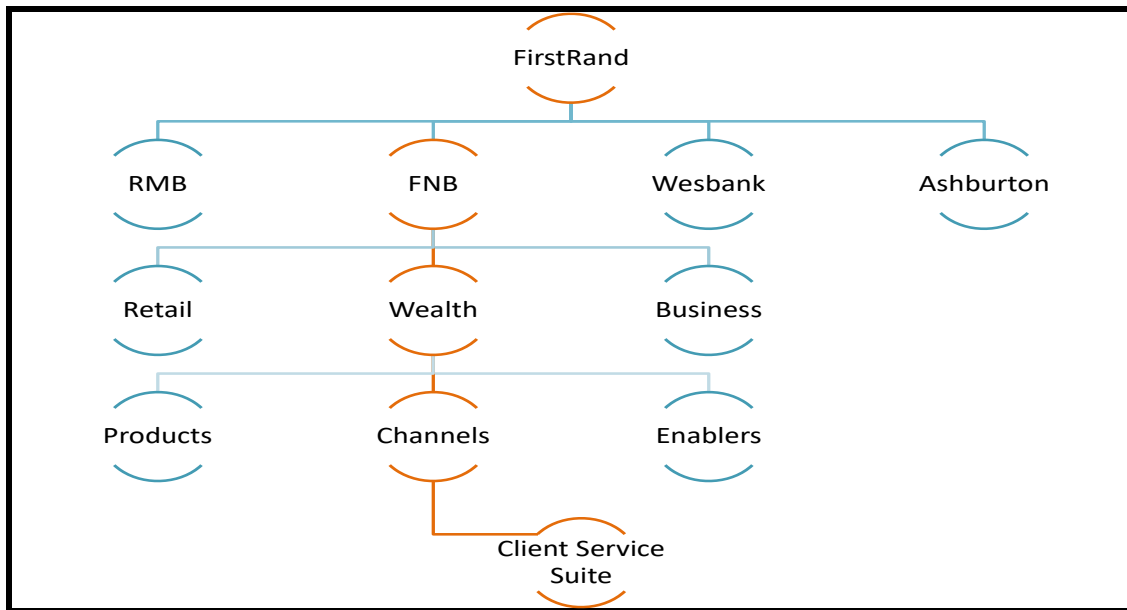 FirstRand
RMB
FNB
Wesbank
Ashburton
Retail
Wealth
Business
Products
Channels
Enablers
Client Service
Suite